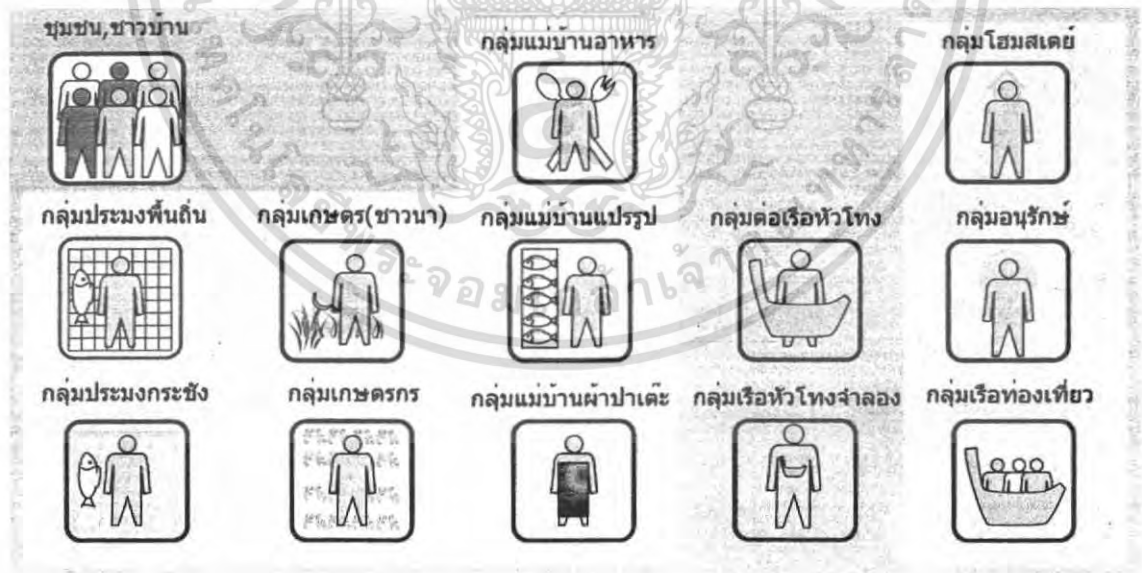 ชุมชน,ชาวบ้าน
กลุ่มแม่บ้านอาหาร
กลุ่มโฮมสเตย์
กลุ่มประมงพื้นถิ่น
กลุ่มเกษตร(ชาวนา)
กลุ่มแม่บ้านแปรรูป
กลุ่มต่อเรือหัวโทง
กลุ่มอนุรักษ์
กลุ่มประมงกระชัง
กลุ่มเกษตรกร
กลุ่มแม่บ้านผ้าปาเต๊ะ
กลุ่มเรือหัวโทงจำลอง
กลุ่มเรือท่องเที่ยว